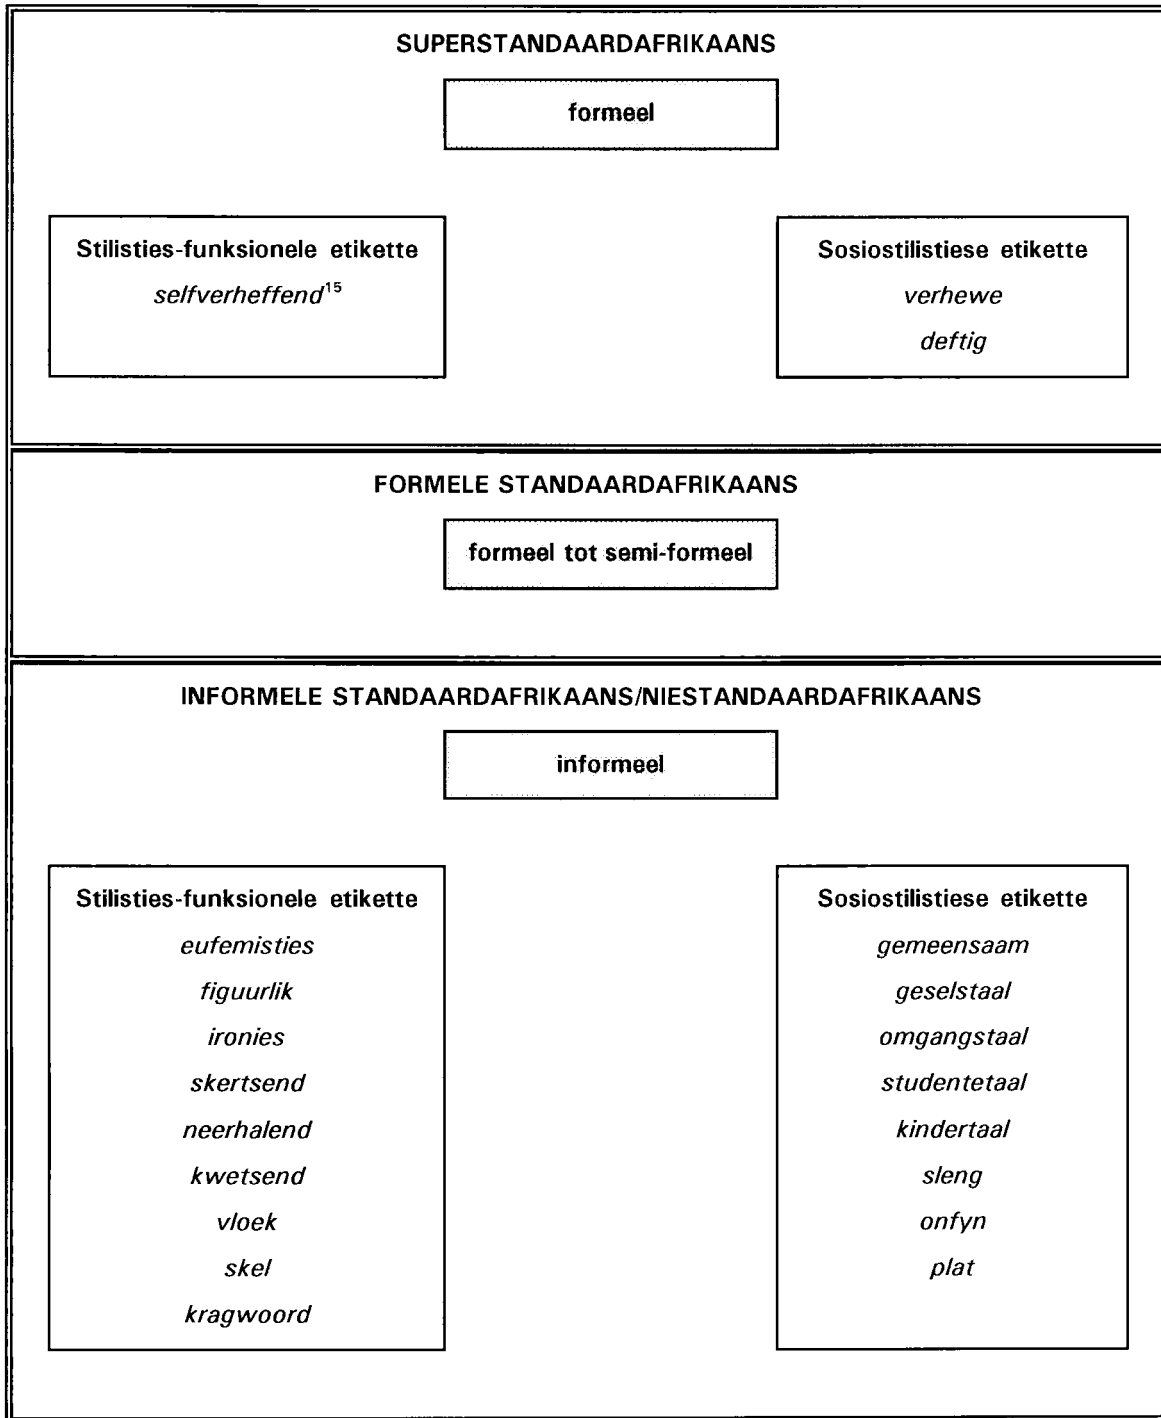 SUPERSTANDAARDAFRIKAANS
formeel
Stilisties-funksionele etikette
selfverheffend¹⁵
Sosiostilistiese etikette
verhewe
deftig
FORMELE STANDAARDAFRIKAANS
formeel tot semi-formeel
INFORMELE STANDAARDAFRIKAANS/NIESTANDAARDAFRIKAANS
informeel
Stilisties-funksionele etikette
eufemisties
figuurlik
ironies
skertsend
neerhalend
kwetsend
vloek
skel
kragwoord
Sosiostilistiese etikette
gemeensaam
geselstaal
omgangstaal
studentetaal
kindertaal
sleng
onfyn
plat